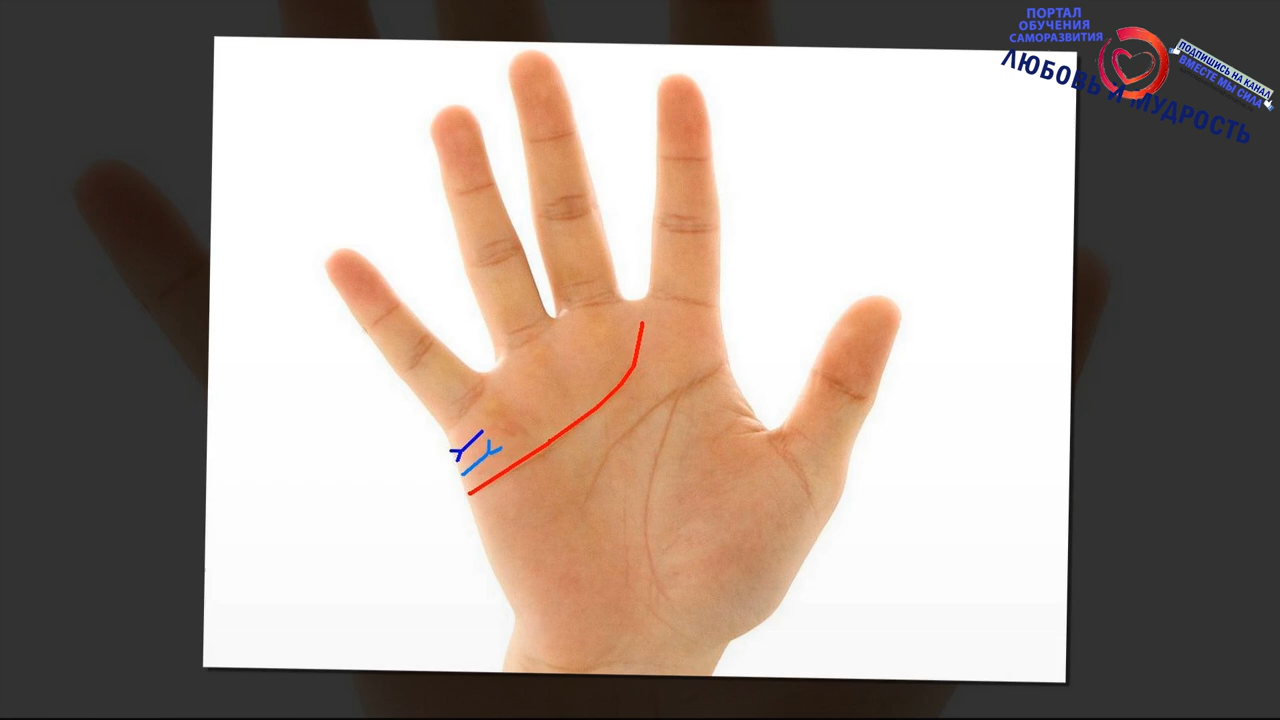 ПОРТАЛ
ОБУЧЕНИЯ
САМОРАЗВИТИЯ
ЛЮБОВЬ И МУДРОСТЬ
ПОДПИШИСЬ НА КАНАЛ
ВМЕСТЕ МЫ СИЛА